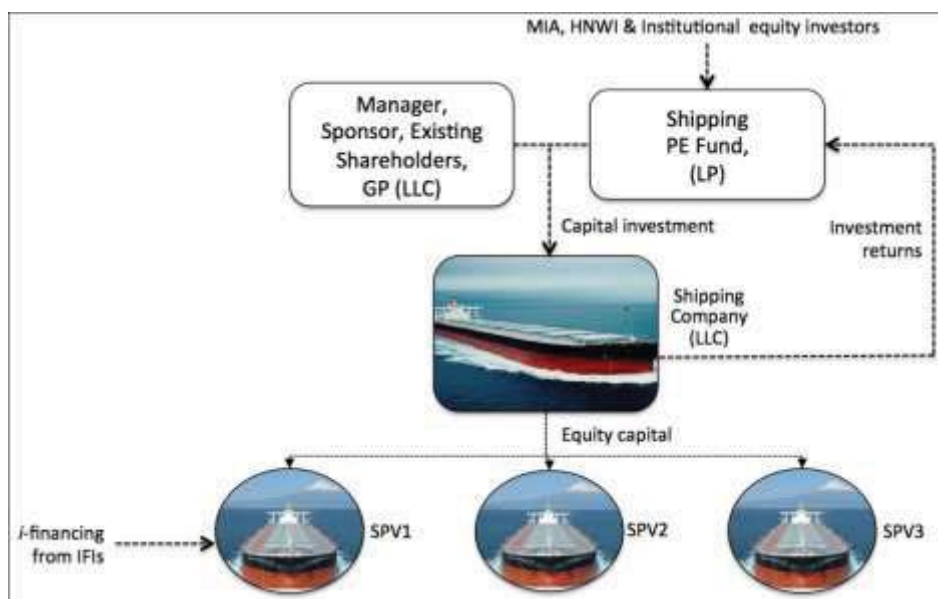 MIA, HNWI & Institutional equity investors
Manager,
Sponsor, Existing
Shareholders,
GP (LLC)
Shipping
PE Fund,
(LP)
Capital investment
Investment
returns
Shipping
Company
(LLC)
Equity capital
i-financing
from IFIs
SPV1
SPV2
SPV3